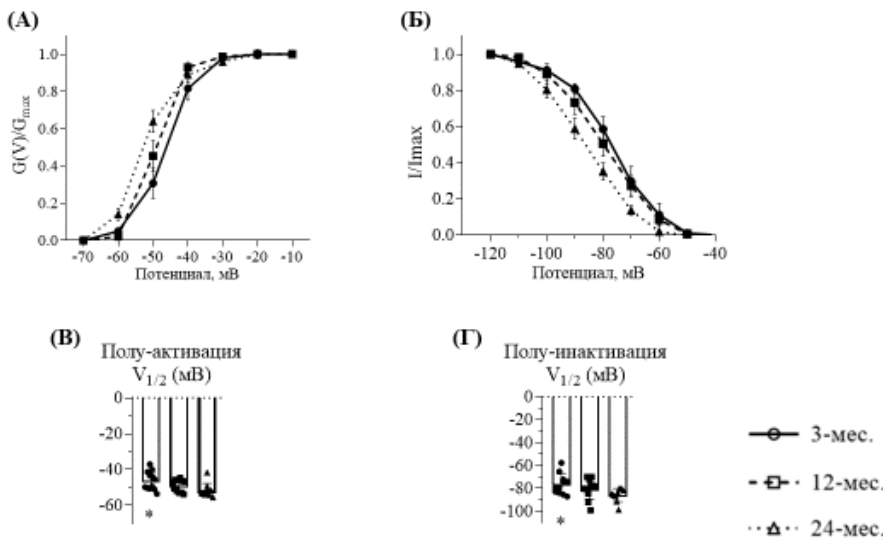 (А)
G(V)/Gmax
1.0
0.8
0.6
0.4
0.2
0.0
-70 -60 -50 -40 -30 -20 -10
Потенциал, мВ
(Б)
I/Imax
1.0
0.8
0.6
0.4
0.2
0.0
-120 -100 -80 -60 -40
Потенциал, мВ
(В)
Полу-активация
V1/2 (мВ)
0
-20
-40
-60
*
(Г)
Полу-инактивация
V1/2 (мВ)
0
-20
-40
-60
-80
-100
*
3-мес.
12-мес.
24-мес.